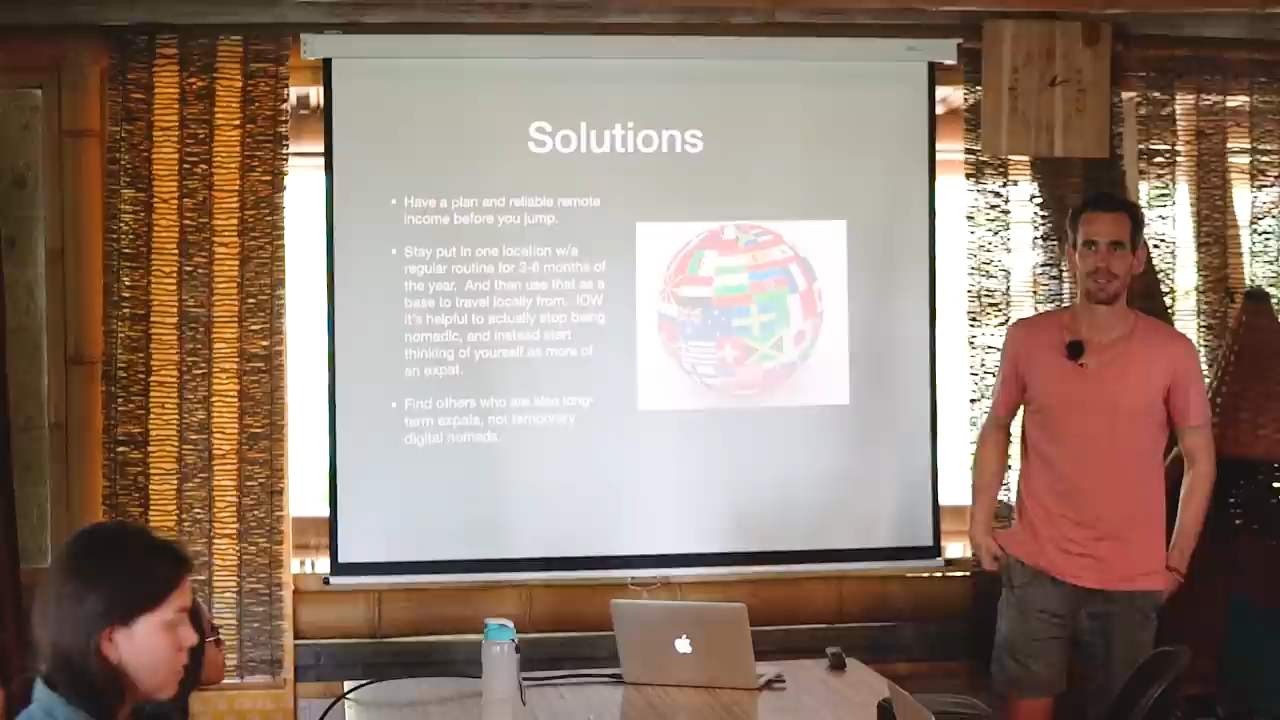 Solutions
• Have a plan and reliable remote
income before you jump.
• Stay put in one location w/a
regular routine for 3-6 months of
the year. And then use that as a
base to travel locally from. IOW
it's helpful to actually stop being
nomadic, and instead start
thinking of yourself as more of
an expat.
• Find others who are also long-
term expats, not temporary
digital nomads.